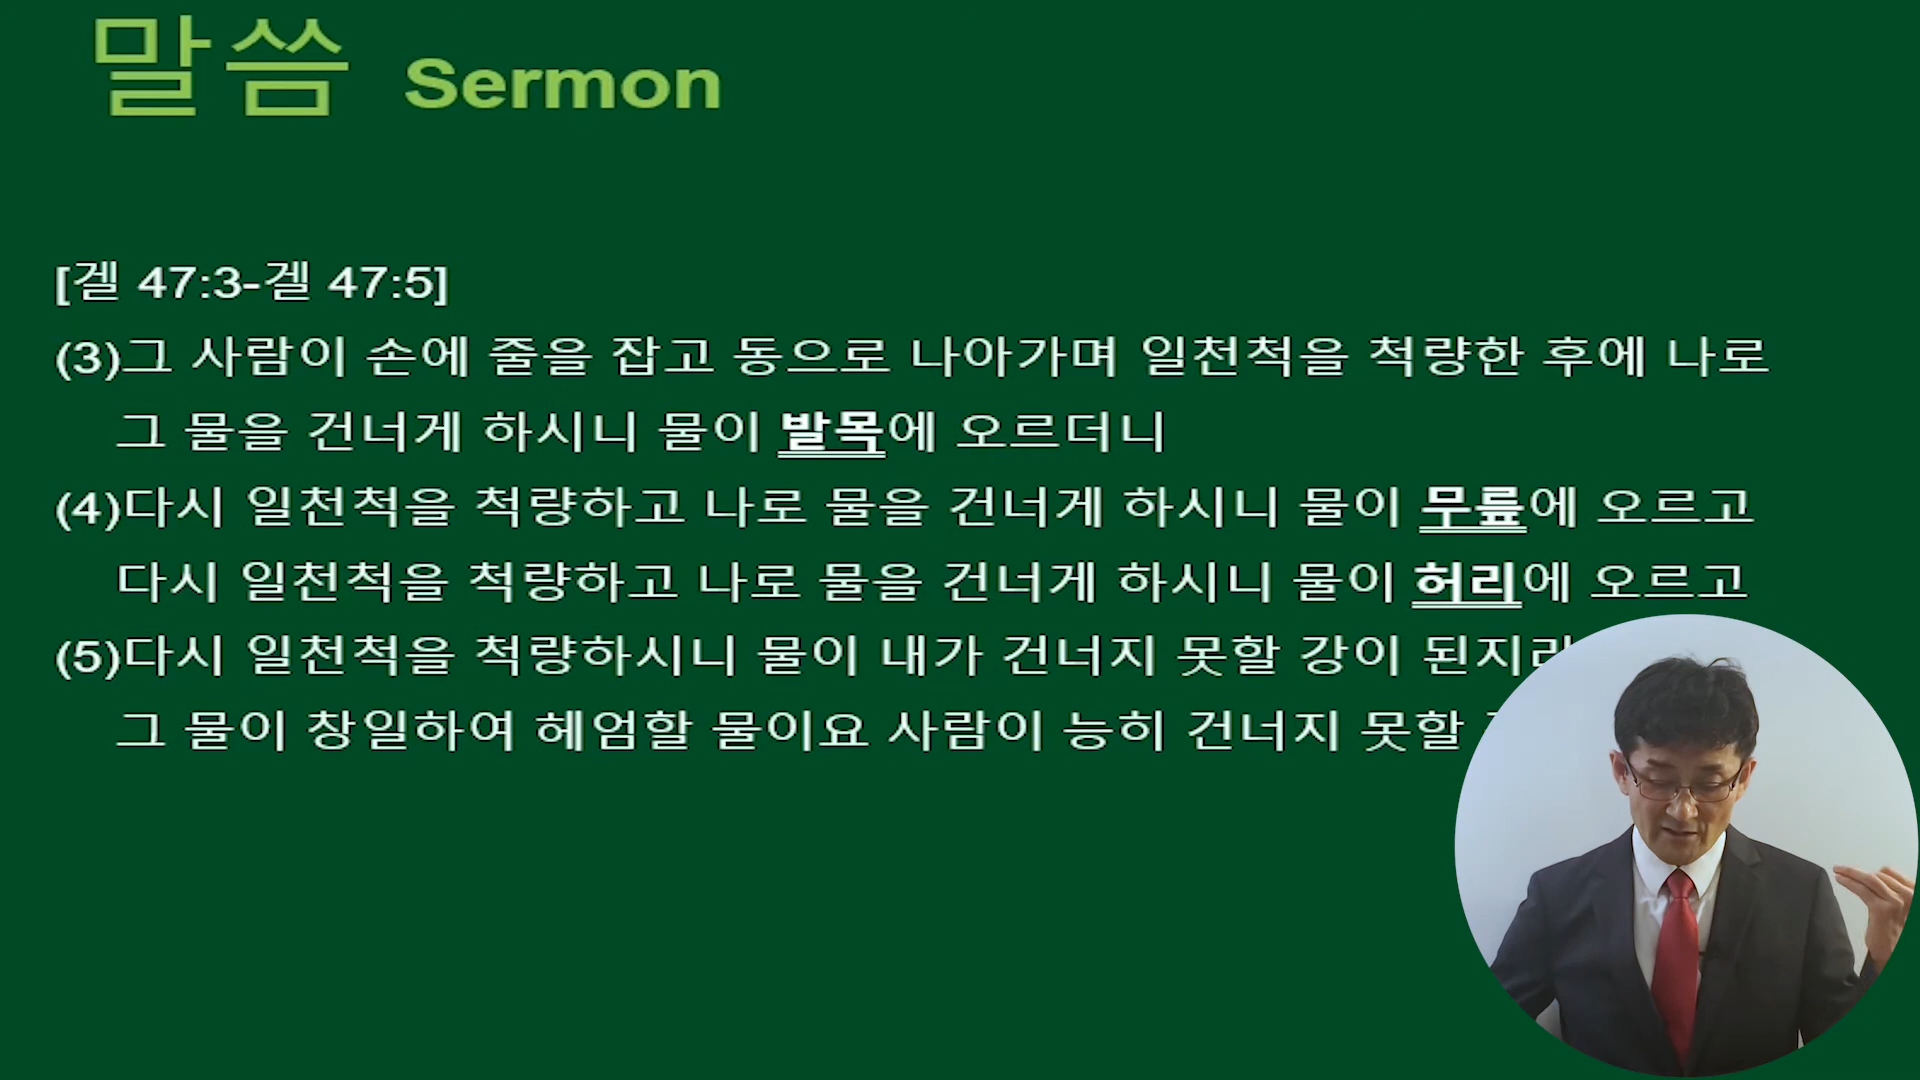 말씀 Sermon
[겔 47:3-겔 47:5]
(3)그 사람이 손에 줄을 잡고 동으로 나아가며 일천척을 척량한 후에 나로
그 물을 건너게 하시니 물이 발목에 오르더니
(4)다시 일천척을 척량하고 나로 물을 건너게 하시니 물이 무릎에 오르고
다시 일천척을 척량하고 나로 물을 건너게 하시니 물이 허리에 오르고
(5)다시 일천척을 척량하시니 물이 내가 건너지 못할 강이 된지라
그 물이 창일하여 헤엄할 물이요 사람이 능히 건너지 못할